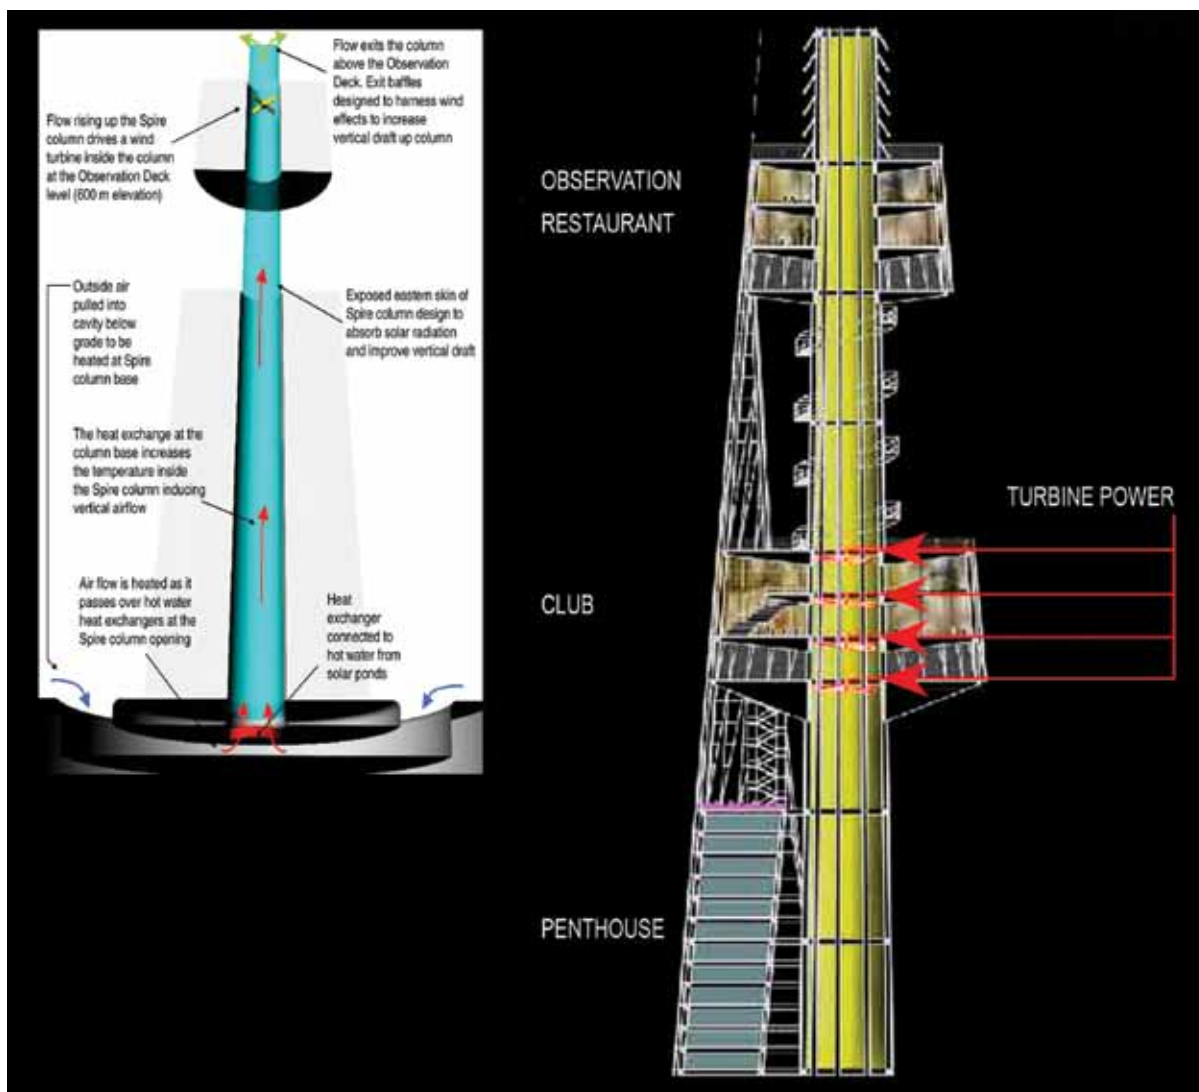 Flow exits the column
above the Observation
Deck. Exit baffles
designed to harness wind
effects to increase
vertical draft up column
Flow rising up the Spire
column drives a wind
turbine inside the column
at the Observation Deck
level (600 m elevation)
Outside air
pulled into
cavity below
grade to be
heated at Spire
column base
Exposed eastern skin of
Spire column design to
absorb solar radiation
and improve vertical draft
The heat exchange at the
column base increases
the temperature inside
the Spire column inducing
vertical airflow
Air flow is heated as it
passes over hot water
heat exchangers at the
Spire column opening
Heat
exchanger
connected to
hot water from
solar ponds
OBSERVATION
RESTAURANT
TURBINE POWER
CLUB
PENTHOUSE